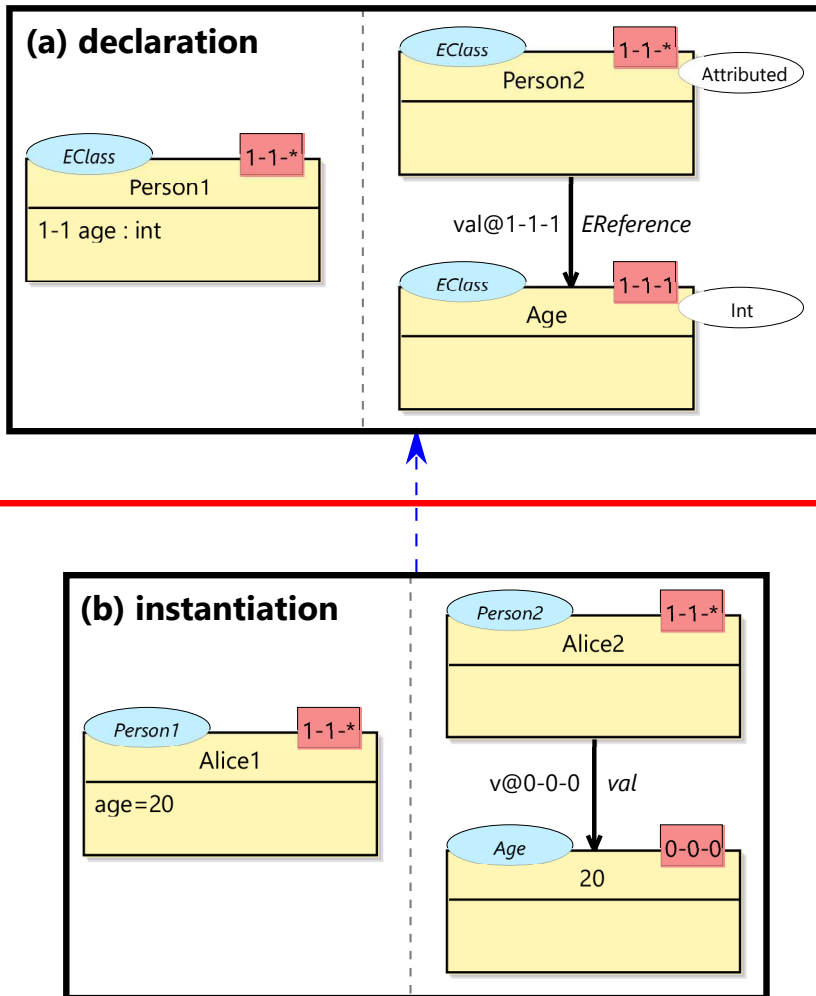 (a) declaration
EClass
1-1-*
Person1
1-1 age : int
EClass
1-1-*
Attributed
Person2
val@1-1-1 EReference
EClass
1-1-1
Int
Age
(b) instantiation
Person1
1-1-*
Alice1
age=20
Person2
1-1-*
Alice2
v@0-0-0 val
Age
0-0-0
20